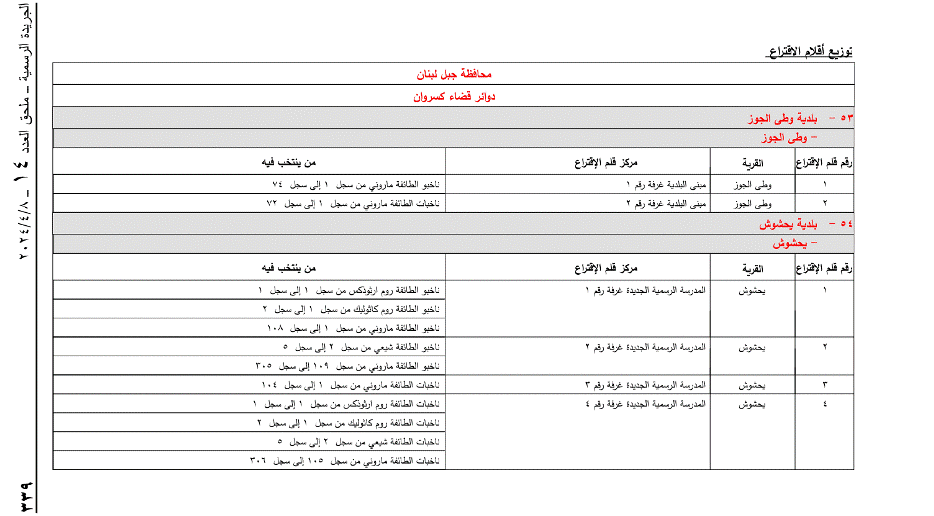 الجريدة الرسمية – ملحق العدد ١٤ – ٢٠٢٤/٤/٨
توزيع أقلام الإقتراع
محافظة جبل لبنان
دوائر قضاء كسروان
٥٣ - بلدية وطى الجوز
- وطى الجوز
رقم قلم الإقتراع القرية مركز قلم الإقتراع من ينتخب فيه
١ وطى الجوز مبنى البلدية غرفة رقم ١ ناخبو الطائفة ماروني من سجل ١ إلى سجل ٧٤
٢ وطى الجوز مبنى البلدية غرفة رقم ٢ ناخبات الطائفة ماروني من سجل ١ إلى سجل ٧٢
٥٤ - بلدية يحشوش
- يحشوش
رقم قلم الإقتراع القرية مركز قلم الإقتراع من ينتخب فيه
١ يحشوش المدرسة الرسمية الجديدة غرفة رقم ١ ناخبو الطائفة روم ارثوذكس من سجل ١ إلى سجل ١
ناخبو الطائفة روم كاثوليك من سجل ١ إلى سجل ٢
ناخبو الطائفة ماروني من سجل ١ إلى سجل ١٠٨
٢ يحشوش المدرسة الرسمية الجديدة غرفة رقم ٢ ناخبو الطائفة شيعي من سجل ٢ إلى سجل ٥
ناخبو الطائفة ماروني من سجل ١٠٩ إلى سجل ٣٠٥
٣ يحشوش المدرسة الرسمية الجديدة غرفة رقم ٣ ناخبات الطائفة ماروني من سجل ١ إلى سجل ١٠٤
٤ يحشوش المدرسة الرسمية الجديدة غرفة رقم ٤ ناخبات الطائفة روم ارثوذكس من سجل ١ إلى سجل ١
ناخبات الطائفة روم كاثوليك من سجل ١ إلى سجل ٢
ناخبات الطائفة شيعي من سجل ٢ إلى سجل ٥
ناخبات الطائفة ماروني من سجل ١٠٥ إلى سجل ٣٠٦
٣٣٩